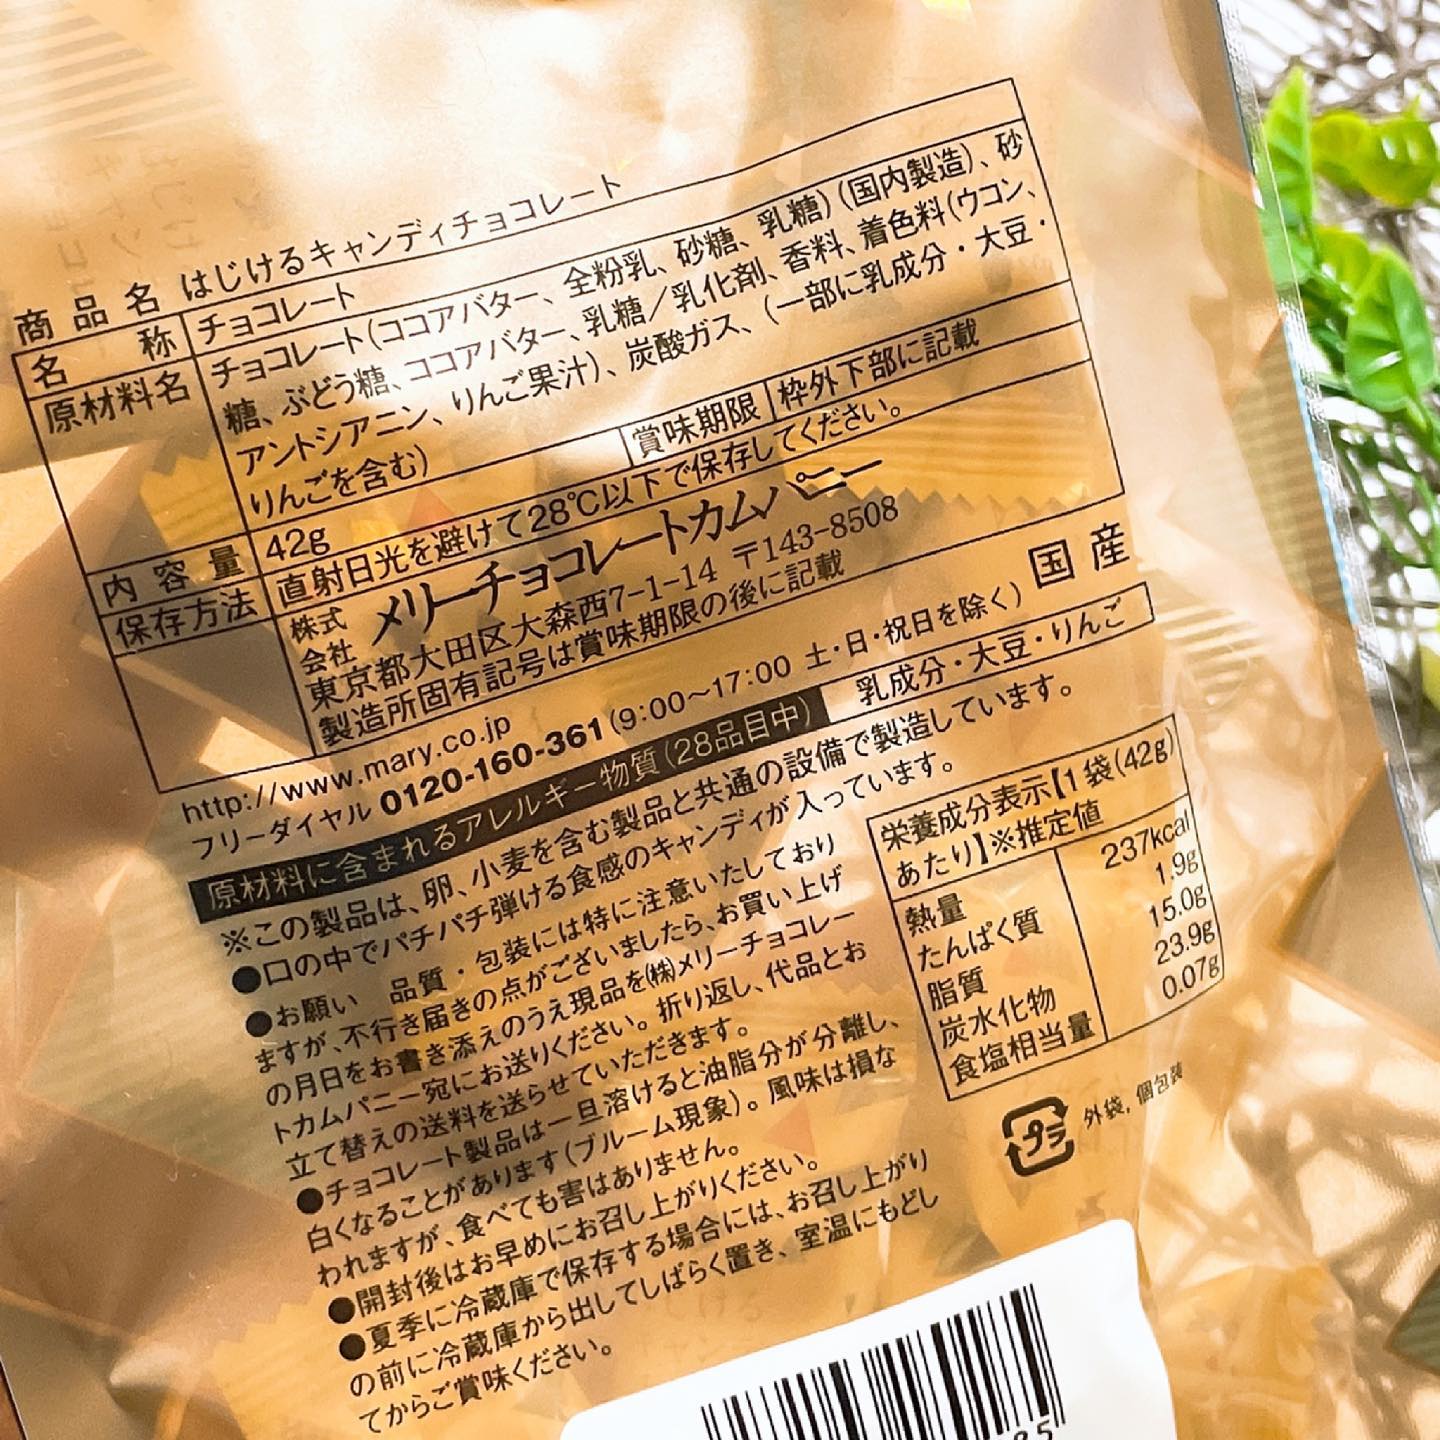 商品名 はじけるキャンディチョコレート
名称 チョコレート
原材料名 チョコレート(ココアバター、全粉乳、砂糖、乳糖)(国内製造)、砂
糖、ぶどう糖、ココアバター、乳糖/乳化剤、香料、着色料(ウコン、
アントシアニン、りんご果汁)、炭酸ガス、(一部に乳成分・大豆・
りんごを含む)
内容量 42g 賞味期限 枠外下部に記載
保存方法 直射日光を避けて28℃以下で保存してください。
株式会社 メリーチョコレートカムパニー
東京都大田区大森西7-1-14 〒143-8508
製造所固有記号は賞味期限の後に記載
http://www.mary.co.jp
フリーダイヤル 0120-160-361(9:00〜17:00 土・日・祝日を除く) 国産
原材料に含まれるアレルギー物質(28品目中) 乳成分・大豆・りんご
※この製品は、卵、小麦を含む製品と共通の設備で製造しています。
●口の中でパチパチ弾ける食感のキャンディが入っています。
●お願い 品質・包装には特に注意いたしており
ますが、不行き届きの点がございましたら、お買い上げ
の月日をお書き添えのうえ現品を(株)メリーチョコレー
トカムパニー宛にお送りください。折り返し、代品とお
立て替えの送料を送らせていただきます。
●チョコレート製品は一旦溶けると油脂分が分離し、
白くなることがあります(ブルーム現象)。風味は損な
われますが、食べても害はありません。
●開封後はお早めにお召し上がりください。
●夏季に冷蔵庫で保存する場合には、お召し上がり
の前に冷蔵庫から出してしばらく置き、室温にもどし
てからご賞味ください。
栄養成分表示【1袋(42g)
あたり】※推定値
熱量 237kcal
たんぱく質 1.9g
脂質 15.0g
炭水化物 23.9g
食塩相当量 0.07g
プラ 外袋, 個包装